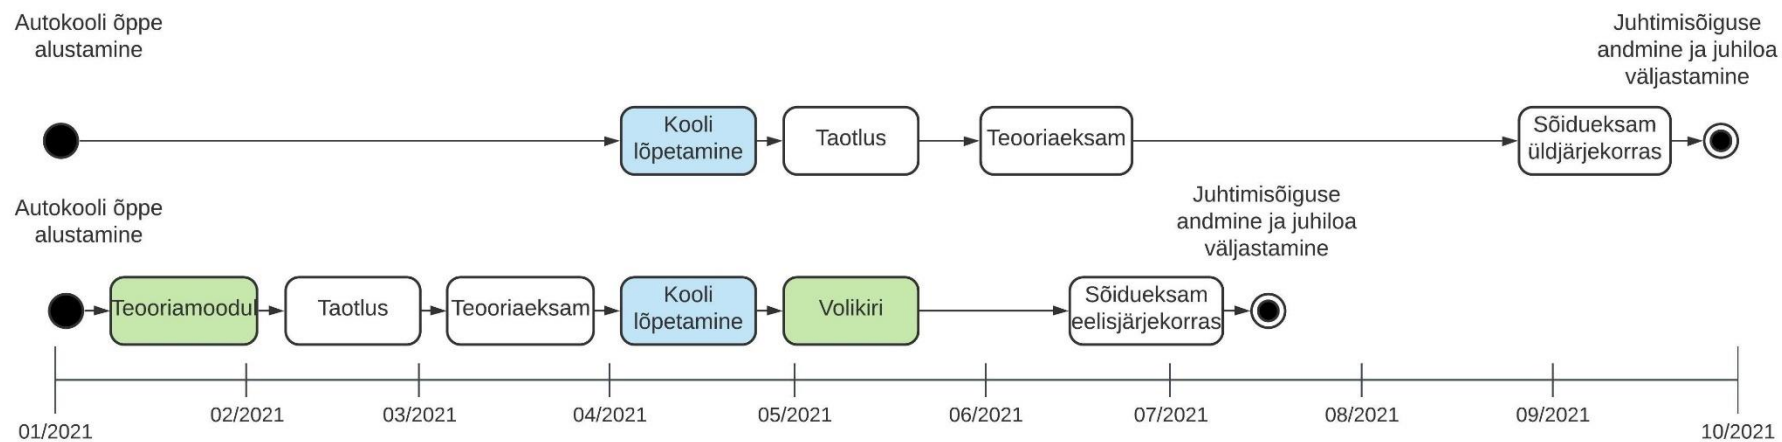 Autokooli õppe
alustamine
Juhtimisõiguse
andmine ja juhiloa
väljastamine
Kooli
lõpetamine
Taotlus
Teooriaeksam
Sõidueksam
üldjärjekorras
Autokooli õppe
alustamine
Juhtimisõiguse
andmine ja juhiloa
väljastamine
Teooriamoodul
Taotlus
Teooriaeksam
Kooli
lõpetamine
Volikiri
Sõidueksam
eelisjärjekorras
01/2021
02/2021
03/2021
04/2021
05/2021
06/2021
07/2021
08/2021
09/2021
10/2021